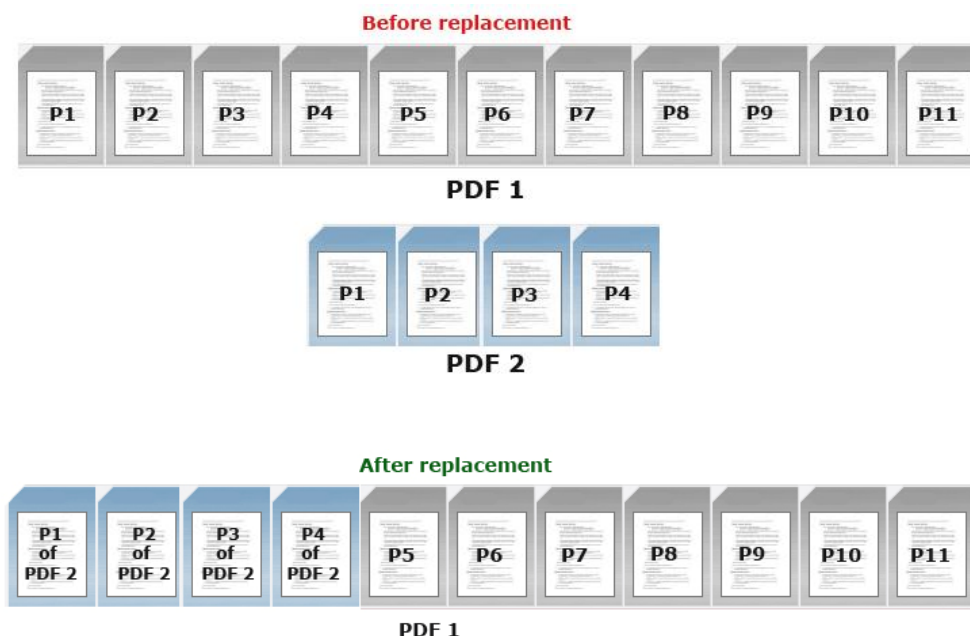 Before replacement
P1 P2 P3 P4 P5 P6 P7 P8 P9 P10 P11
PDF 1
P1 P2 P3 P4
PDF 2
After replacement
P1 of PDF 2 P2 of PDF 2 P3 of PDF 2 P4 of PDF 2 P5 P6 P7 P8 P9 P10 P11
PDF 1